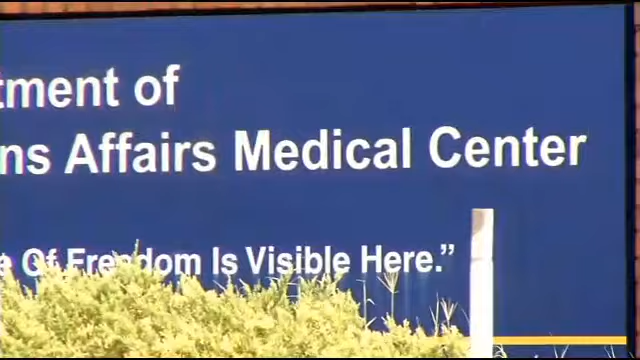 tment of
ns Affairs Medical Center
e Of Freedom Is Visible Here.”